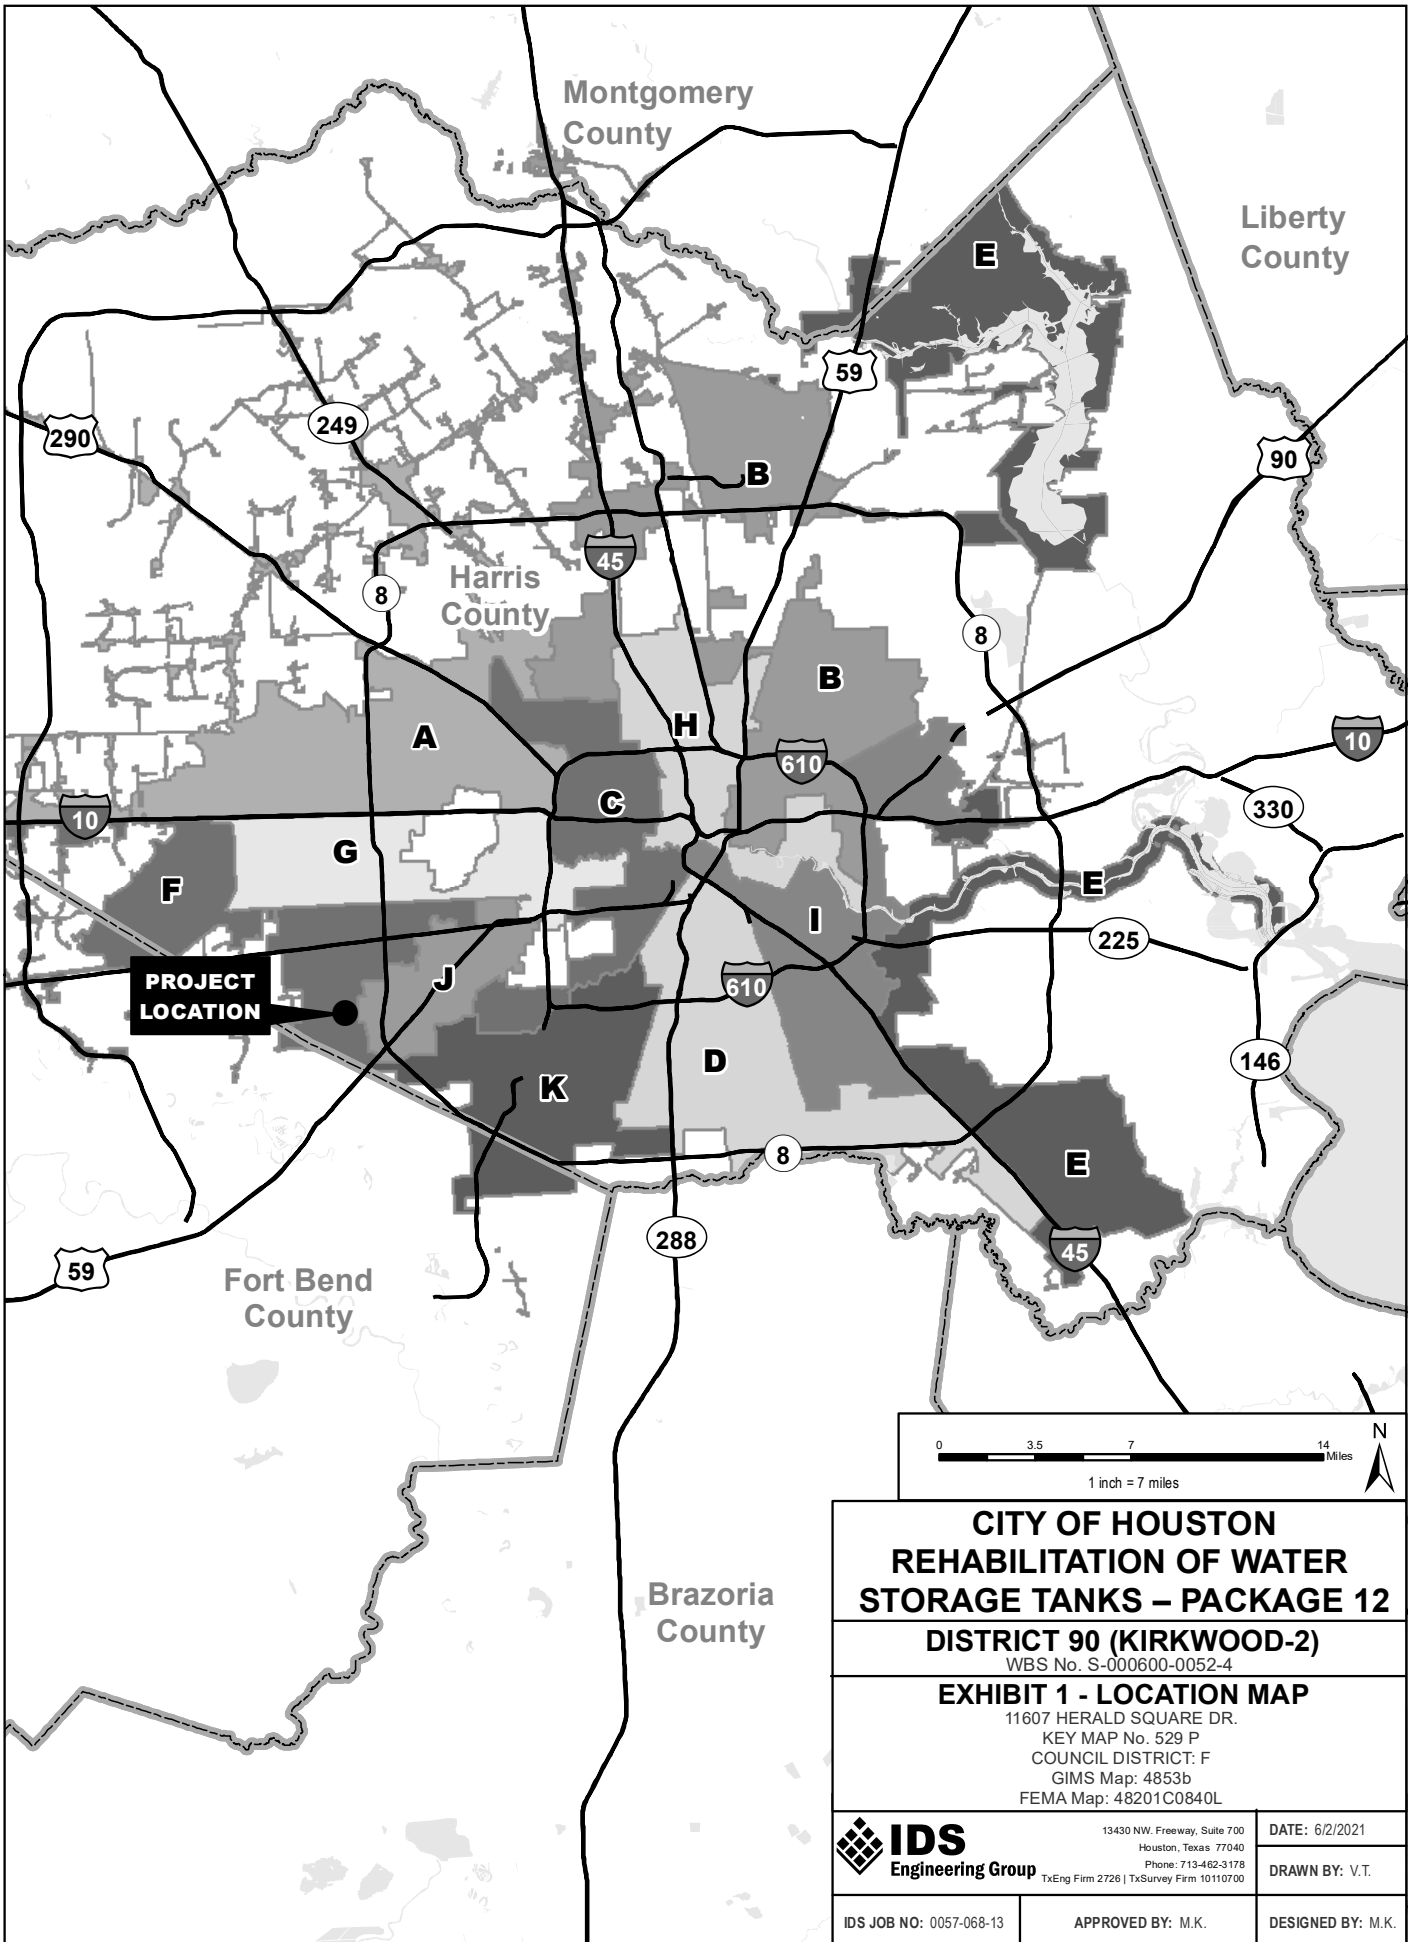 Montgomery
County
Liberty
County
E
59
290
249
90
B
45
Harris
County
8
8
B
H
A
610
10
C
10
330
G
F
E
I
225
J
PROJECT
LOCATION
610
146
D
K
8
E
288
45
59
Fort Bend
County
Brazoria
County
N
0 3.5 7 14
Miles
1 inch = 7 miles
CITY OF HOUSTON
REHABILITATION OF WATER
STORAGE TANKS – PACKAGE 12
DISTRICT 90 (KIRKWOOD-2)
WBS No. S-000600-0052-4
EXHIBIT 1 - LOCATION MAP
11607 HERALD SQUARE DR.
KEY MAP No. 529 P
COUNCIL DISTRICT: F
GIMS Map: 4853b
FEMA Map: 48201C0840L
IDS
Engineering Group
13430 NW. Freeway, Suite 700
Houston, Texas 77040
Phone: 713-462-3178
TxEng Firm 2726 | TxSurvey Firm 10110700
DATE: 6/2/2021
DRAWN BY: V.T.
IDS JOB NO: 0057-068-13
APPROVED BY: M.K.
DESIGNED BY: M.K.